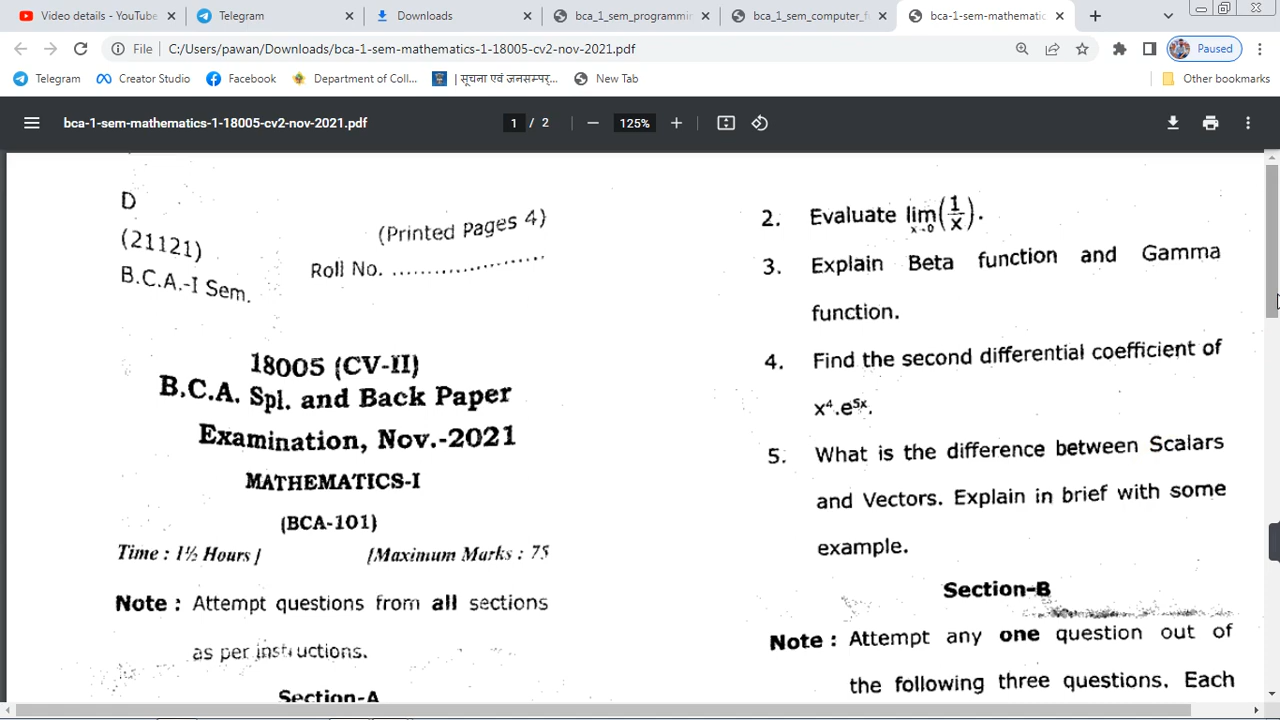 Video details - YouTube
Telegram
Downloads
bca_1_sem_programmin
bca_1_sem_computer_f
bca-1-sem-mathematic
File
C:/Users/pawan/Downloads/bca-1-sem-mathematics-1-18005-cv2-nov-2021.pdf
Paused
Telegram
Creator Studio
Facebook
Department of Coll...
| सूचना एवं जनसम्पर्...
New Tab
Other bookmarks
bca-1-sem-mathematics-1-18005-cv2-nov-2021.pdf
1 / 2
125%
D
(21121)
(Printed Pages 4)
B.C.A.-I Sem.
Roll No. ........................
18005 (CV-II)
B.C.A. Spl. and Back Paper
Examination, Nov.-2021
MATHEMATICS-I
(BCA-101)
Time : 1½ Hours ]
[Maximum Marks : 75
Note : Attempt questions from all sections
as per instructions.
Section-A
2. Evaluate lim x→0 (1/x).
3. Explain Beta function and Gamma
function.
4. Find the second differential coefficient of
x⁴.e⁵ˣ.
5. What is the difference between Scalars
and Vectors. Explain in brief with some
example.
Section-B
Note : Attempt any one question out of
the following three questions. Each